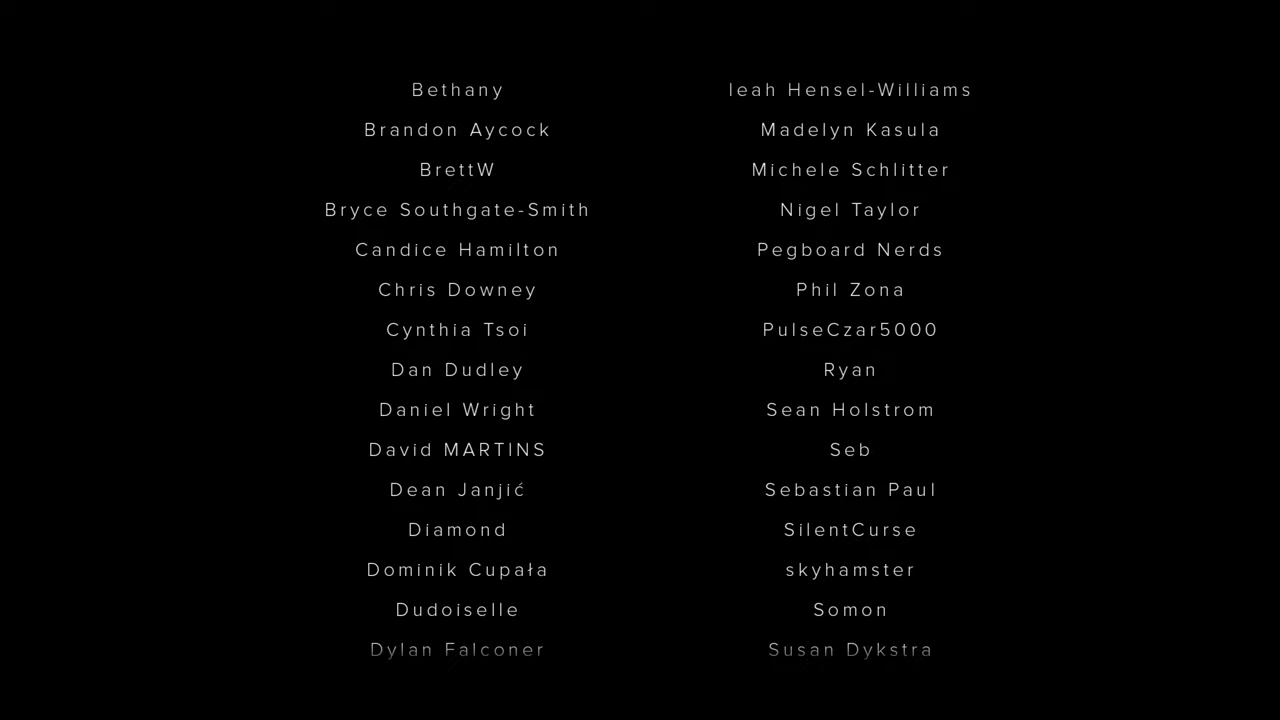 Bethany
Brandon Aycock
BrettW
Bryce Southgate-Smith
Candice Hamilton
Chris Downey
Cynthia Tsoi
Dan Dudley
Daniel Wright
David MARTINS
Dean Janjić
Diamond
Dominik Cupała
Dudoiselle
Dylan Falconer
leah Hensel-Williams
Madelyn Kasula
Michele Schlitter
Nigel Taylor
Pegboard Nerds
Phil Zona
PulseCzar5000
Ryan
Sean Holstrom
Seb
Sebastian Paul
SilentCurse
skyhamster
Somon
Susan Dykstra